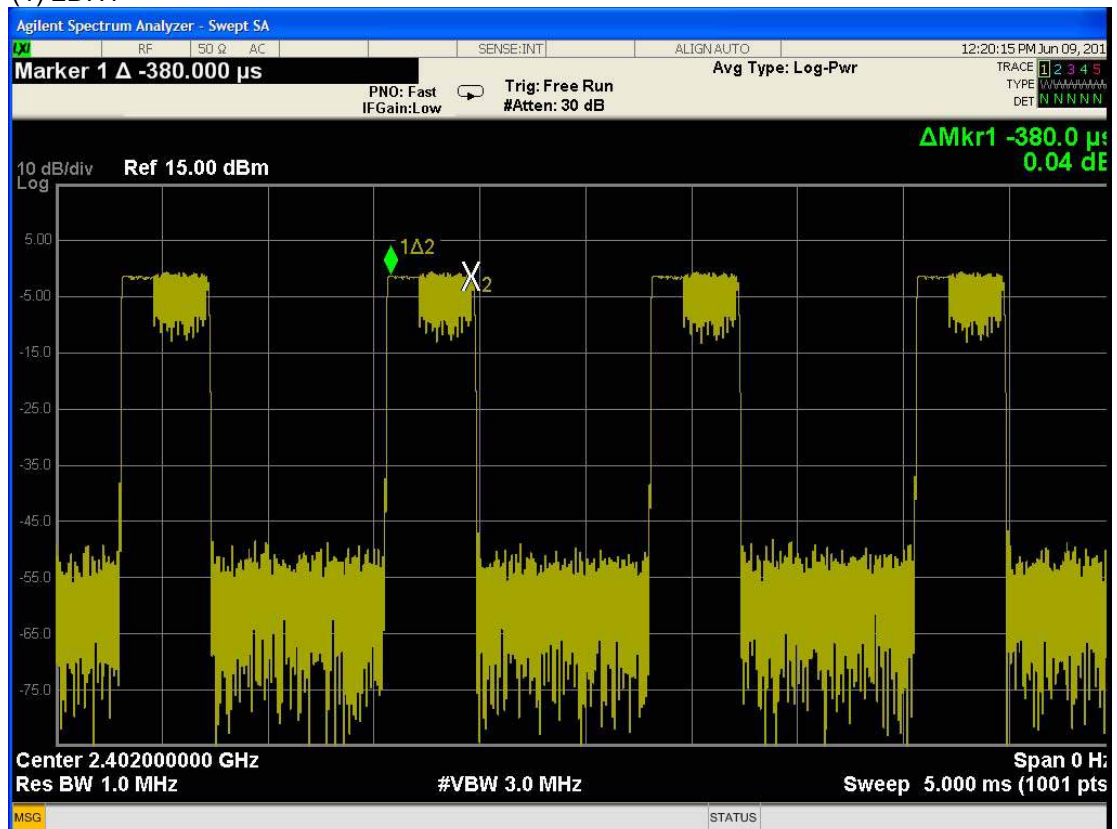 Agilent Spectrum Analyzer - Swept SA
LXI RF 50 Ω AC SENSE:INT ALIGN AUTO 12:20:15 PM Jun 09, 201
Marker 1 Δ -380.000 µs
PNO: Fast
IFGain:Low
Trig: Free Run
#Atten: 30 dB
Avg Type: Log-Pwr
TRACE 1 2 3 4 5
TYPE
DET N N N N N
ΔMkr1 -380.0 µs
0.04 dB
10 dB/div Ref 15.00 dBm
Log
5.00
1Δ2
X2
-5.00
-15.0
-25.0
-35.0
-45.0
-55.0
-65.0
-75.0
Center 2.402000000 GHz Span 0 Hz
Res BW 1.0 MHz #VBW 3.0 MHz Sweep 5.000 ms (1001 pts
MSG STATUS